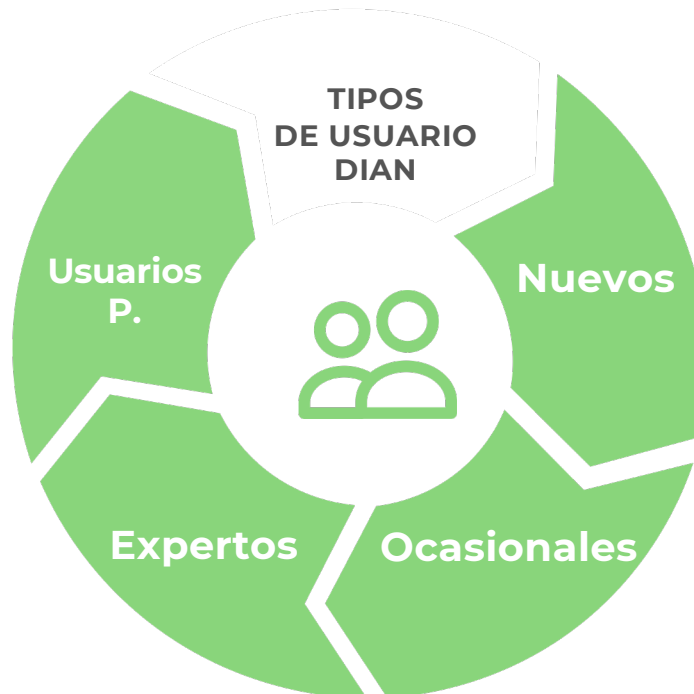 TIPOS
DE USUARIO
DIAN
Nuevos
Ocasionales
Expertos
Usuarios
P.